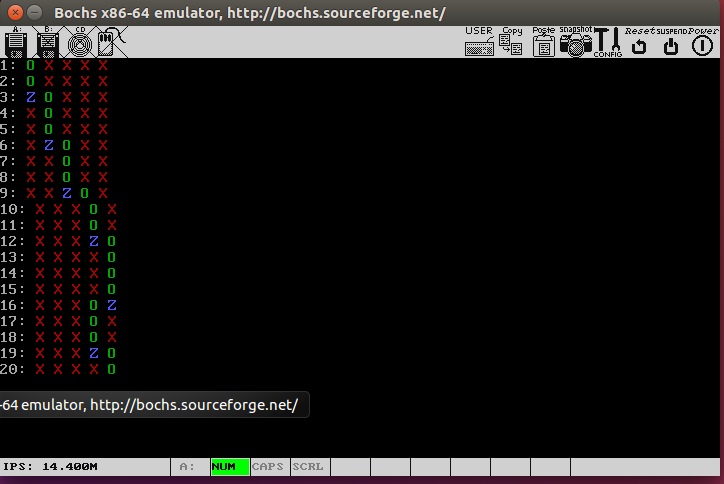 Bochs x86-64 emulator, http://bochs.sourceforge.net/
A: B: CD USER Copy Poste snapshot CONFIG Reset SUSPEND Power
1: O X X X X
2: O X X X X
3: Z O X X X
4: X O X X X
5: X O X X X
6: X Z O X X
7: X X O X X
8: X X O X X
9: X X Z O X
10: X X X O X
11: X X X O X
12: X X X Z O
13: X X X X O
14: X X X X O
15: X X X X O
16: X X X O Z
17: X X X O X
18: X X X O X
19: X X X Z O
20: X X X X O
-64 emulator, http://bochs.sourceforge.net/
IPS: 14.400M A: NUM CAPS SCRL